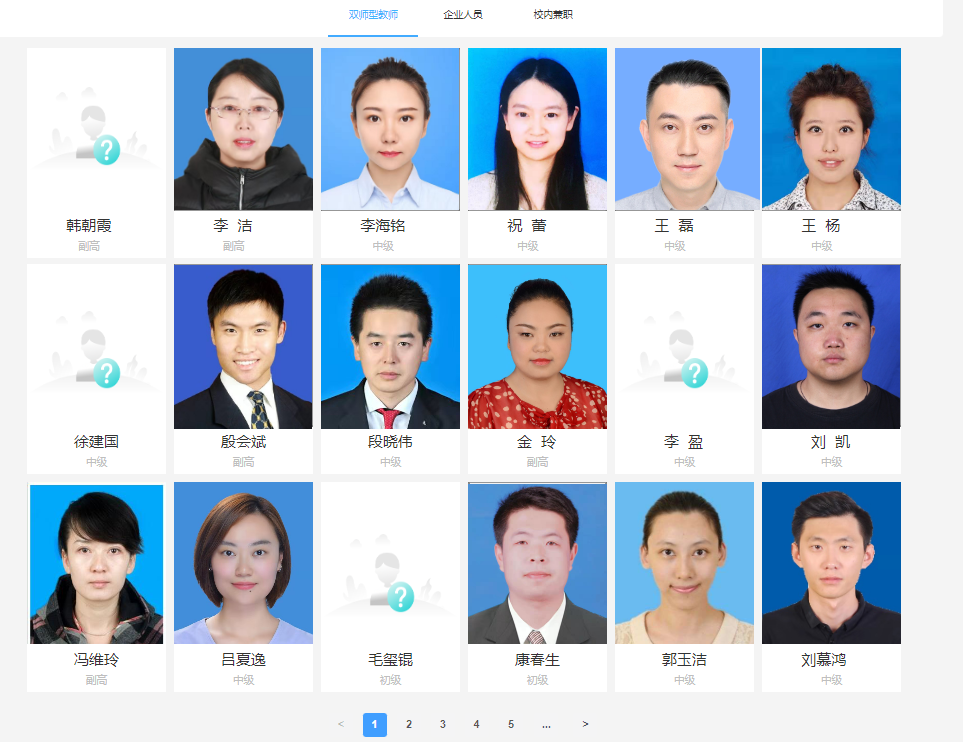 双师型教师 企业人员 校内兼职
韩朝霞 李 洁 李海铭 祝 蕾 王 磊 王 杨
副高 副高 中级 中级 中级 中级
徐建国 殷会斌 段晓伟 金 玲 李 盈 刘 凯
中级 副高 中级 副高 中级 中级
冯维玲 吕夏逸 毛玺锟 康春生 郭玉洁 刘慕鸿
副高 中级 初级 初级 中级 中级
< 1 2 3 4 5 ... >